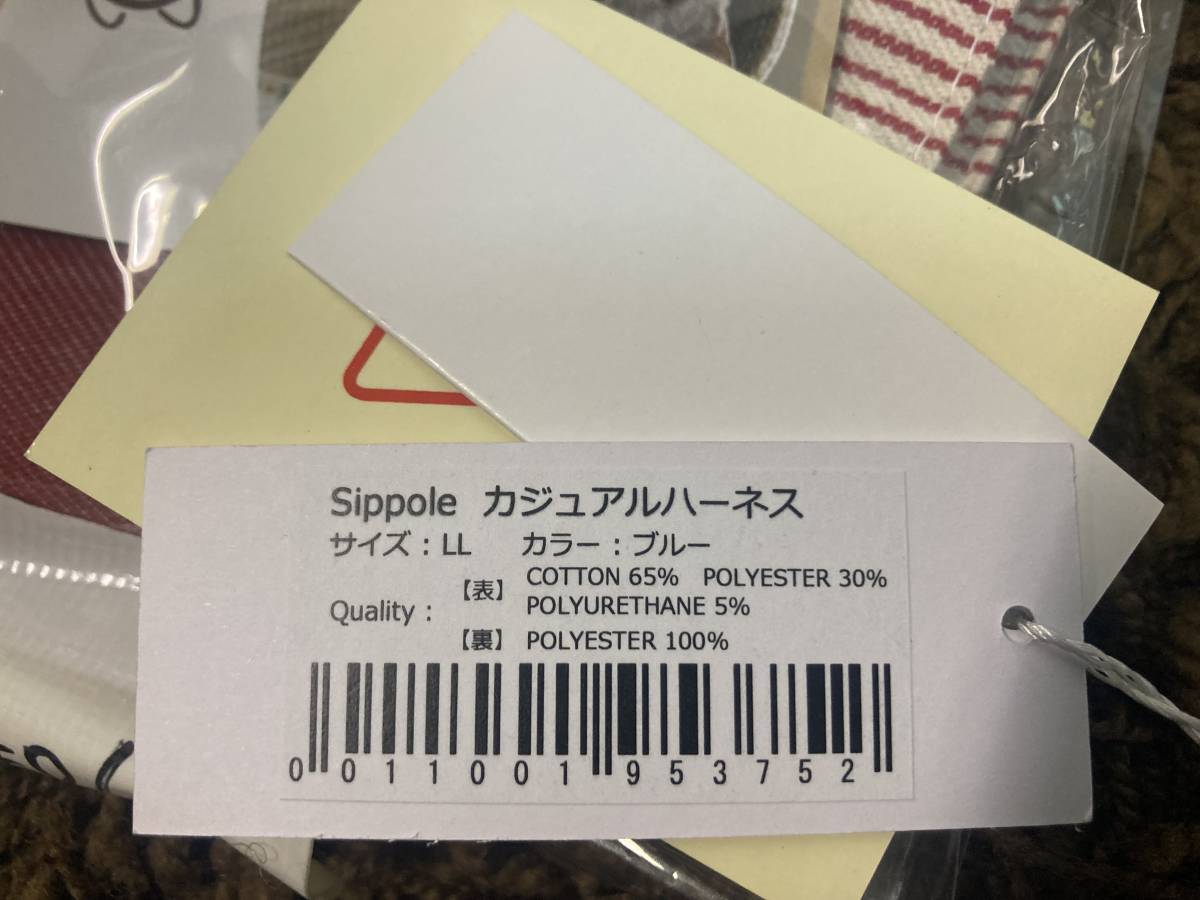 Sippole カジュアルハーネス
サイズ：LL カラー：ブルー
Quality： 【表】 COTTON 65% POLYESTER 30%
POLYURETHANE 5%
【裏】 POLYESTER 100%
0 011001 953752